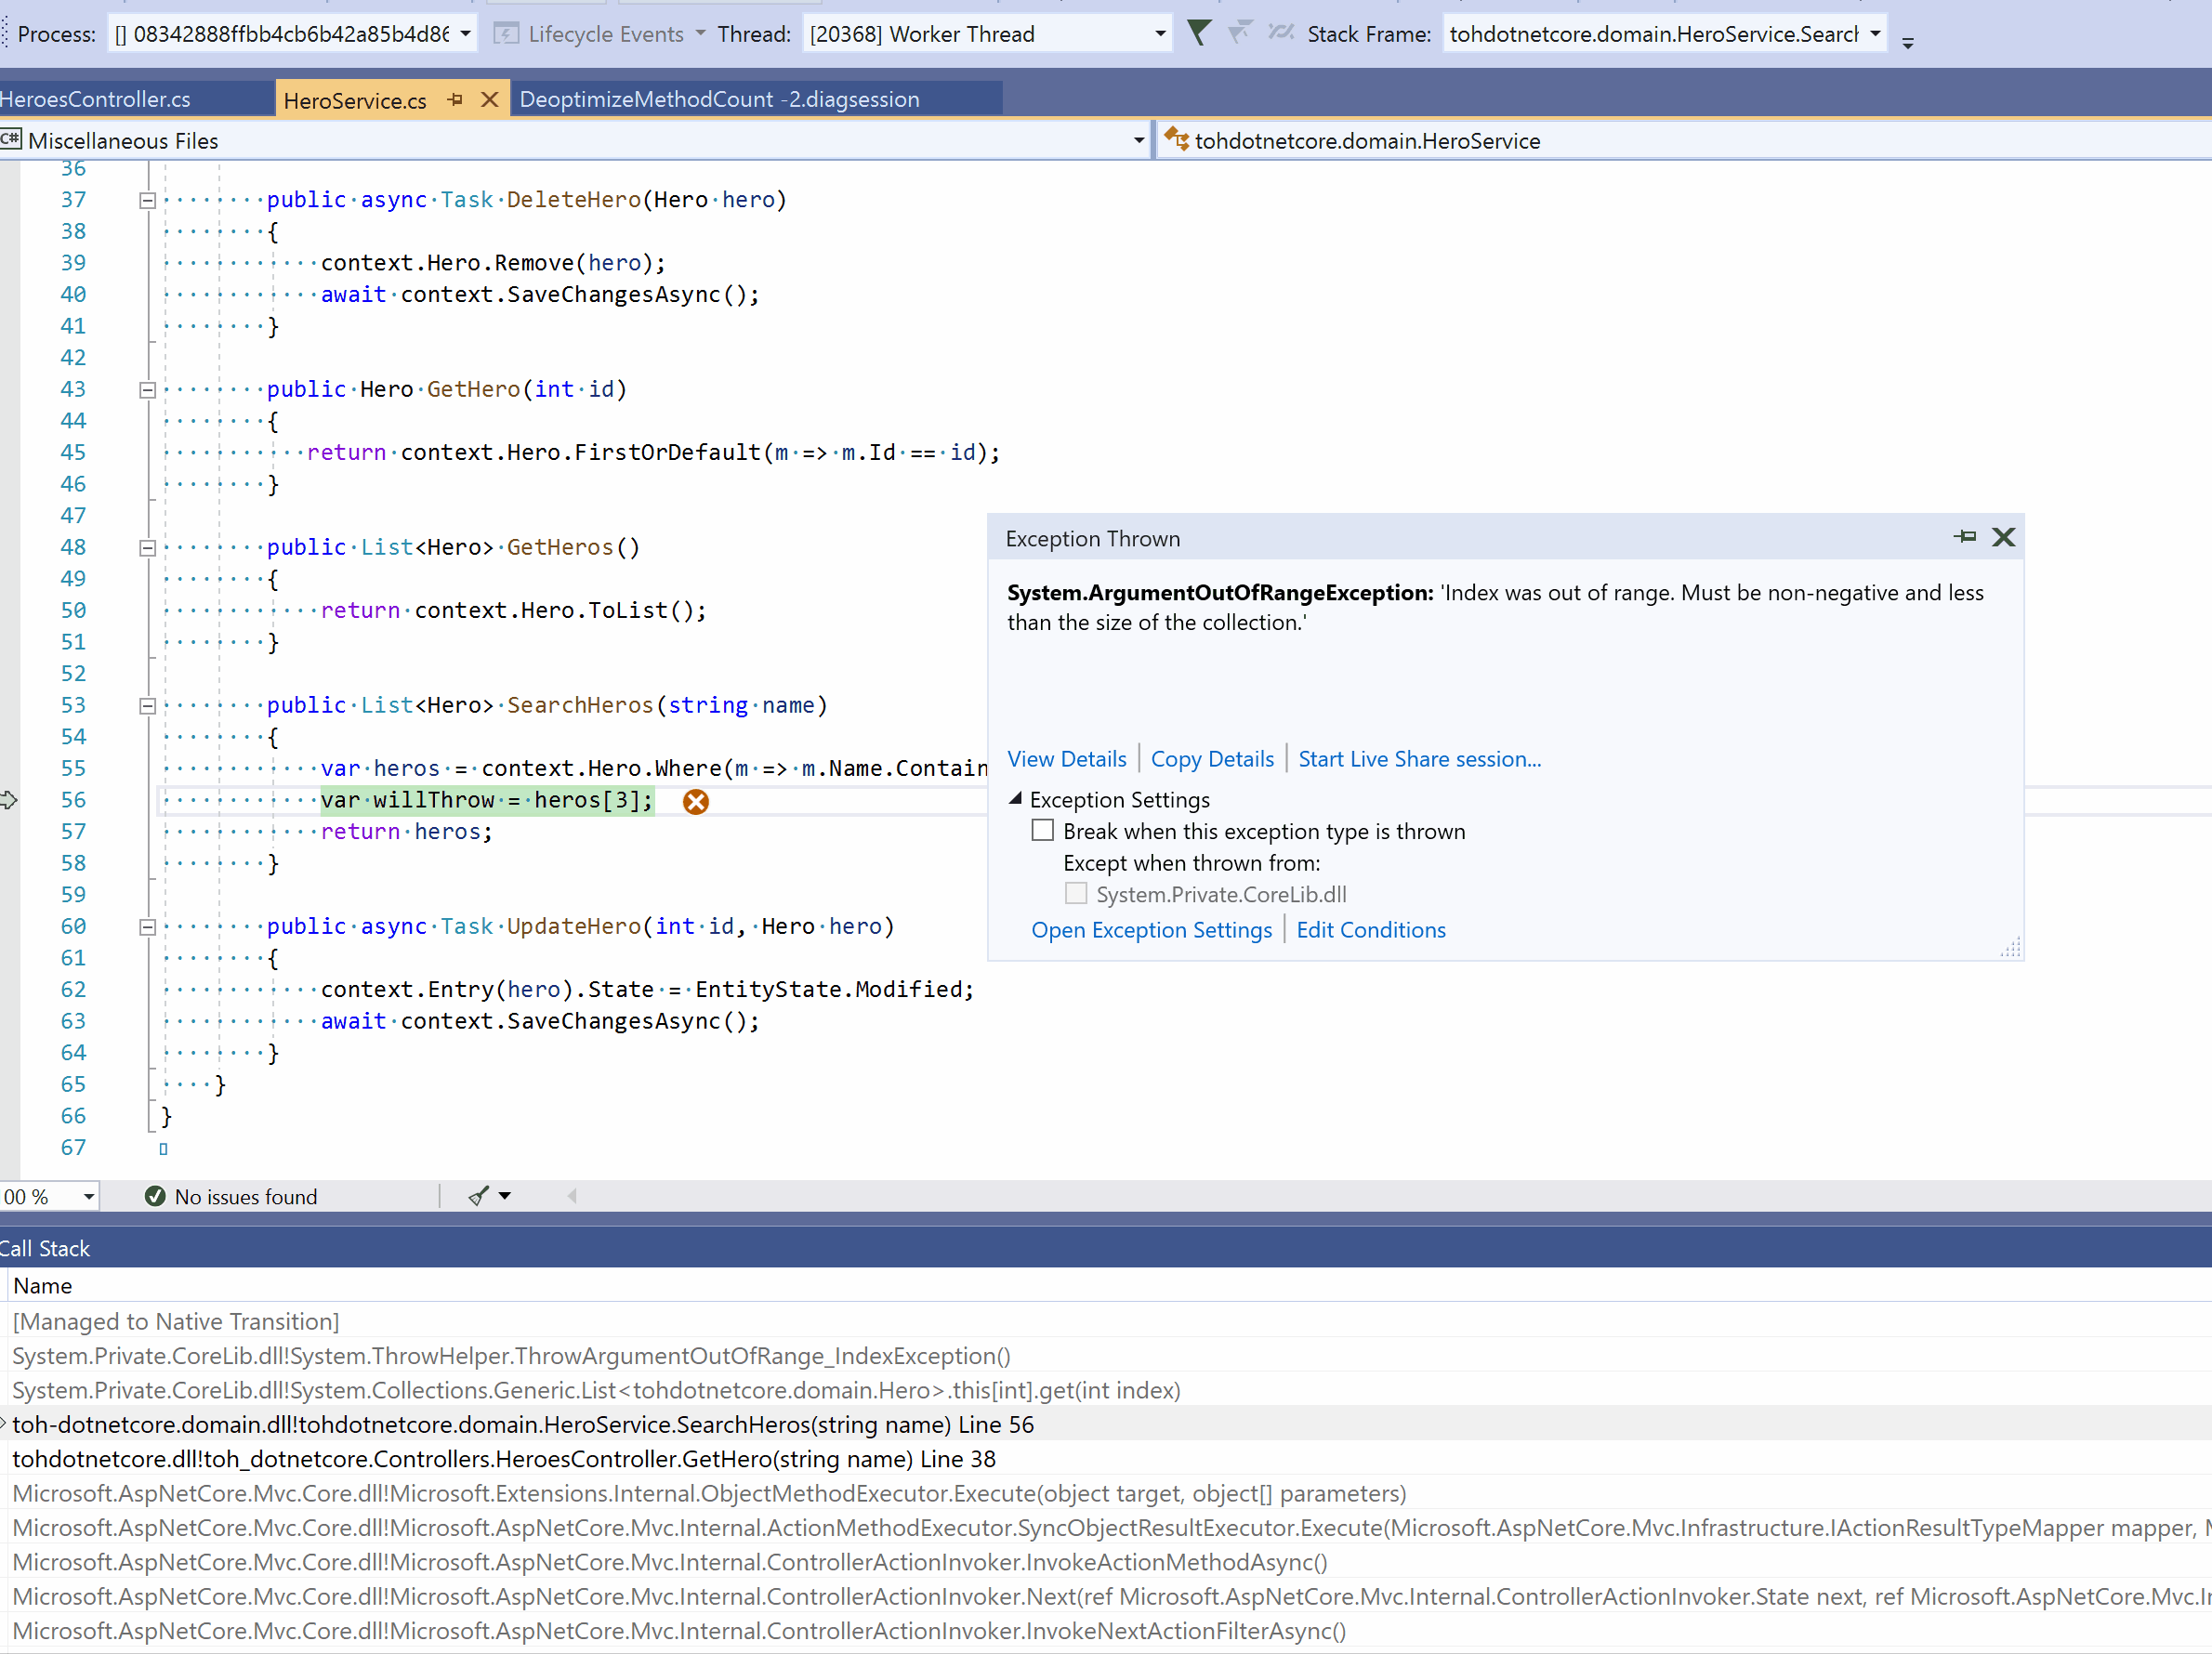 Process: [] 08342888ffbb4cb6b42a85b4d86 Lifecycle Events Thread: [20368] Worker Thread Stack Frame: tohdotnetcore.domain.HeroService.Search
HeroesController.cs HeroService.cs DeoptimizeMethodCount -2.diagsession
C# Miscellaneous Files tohdotnetcore.domain.HeroService
36
37 public async Task DeleteHero(Hero hero)
38 {
39 context.Hero.Remove(hero);
40 await context.SaveChangesAsync();
41 }
42
43 public Hero GetHero(int id)
44 {
45 return context.Hero.FirstOrDefault(m => m.Id == id);
46 }
47
48 public List<Hero> GetHeros()
49 {
50 return context.Hero.ToList();
51 }
52
53 public List<Hero> SearchHeros(string name)
54 {
55 var heros = context.Hero.Where(m => m.Name.Contain
56 var willThrow = heros[3];
57 return heros;
58 }
59
60 public async Task UpdateHero(int id, Hero hero)
61 {
62 context.Entry(hero).State = EntityState.Modified;
63 await context.SaveChangesAsync();
64 }
65 }
66 }
67
Exception Thrown
System.ArgumentOutOfRangeException: 'Index was out of range. Must be non-negative and less
than the size of the collection.'
View Details Copy Details Start Live Share session...
Exception Settings
Break when this exception type is thrown
Except when thrown from:
System.Private.CoreLib.dll
Open Exception Settings Edit Conditions
00 % No issues found
Call Stack
Name
[Managed to Native Transition]
System.Private.CoreLib.dll!System.ThrowHelper.ThrowArgumentOutOfRange_IndexException()
System.Private.CoreLib.dll!System.Collections.Generic.List<tohdotnetcore.domain.Hero>.this[int].get(int index)
toh-dotnetcore.domain.dll!tohdotnetcore.domain.HeroService.SearchHeros(string name) Line 56
tohdotnetcore.dll!toh_dotnetcore.Controllers.HeroesController.GetHero(string name) Line 38
Microsoft.AspNetCore.Mvc.Core.dll!Microsoft.Extensions.Internal.ObjectMethodExecutor.Execute(object target, object[] parameters)
Microsoft.AspNetCore.Mvc.Core.dll!Microsoft.AspNetCore.Mvc.Internal.ActionMethodExecutor.SyncObjectResultExecutor.Execute(Microsoft.AspNetCore.Mvc.Infrastructure.IActionResultTypeMapper mapper,
Microsoft.AspNetCore.Mvc.Core.dll!Microsoft.AspNetCore.Mvc.Internal.ControllerActionInvoker.InvokeActionMethodAsync()
Microsoft.AspNetCore.Mvc.Core.dll!Microsoft.AspNetCore.Mvc.Internal.ControllerActionInvoker.Next(ref Microsoft.AspNetCore.Mvc.Internal.ControllerActionInvoker.State next, ref Microsoft.AspNetCore.Mvc.Ir
Microsoft.AspNetCore.Mvc.Core.dll!Microsoft.AspNetCore.Mvc.Internal.ControllerActionInvoker.InvokeNextActionFilterAsync()